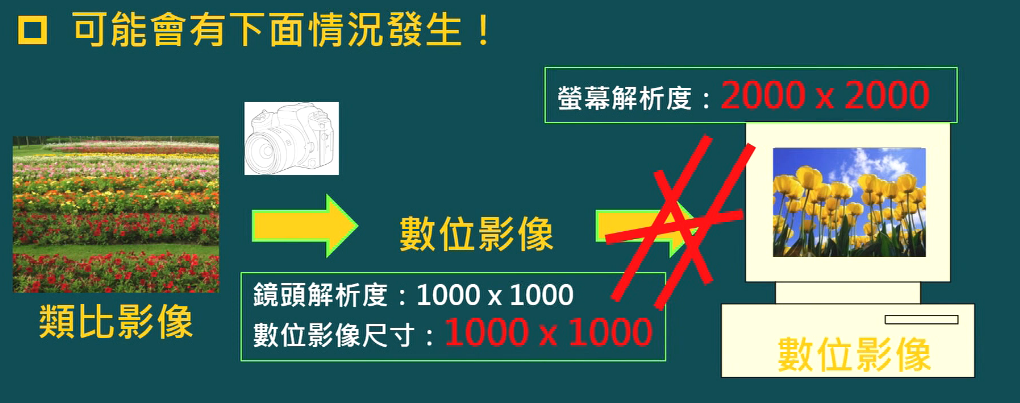 可能會有下面情況發生！
螢幕解析度：2000 x 2000
數位影像
鏡頭解析度：1000 x 1000
數位影像尺寸：1000 x 1000
類比影像
數位影像